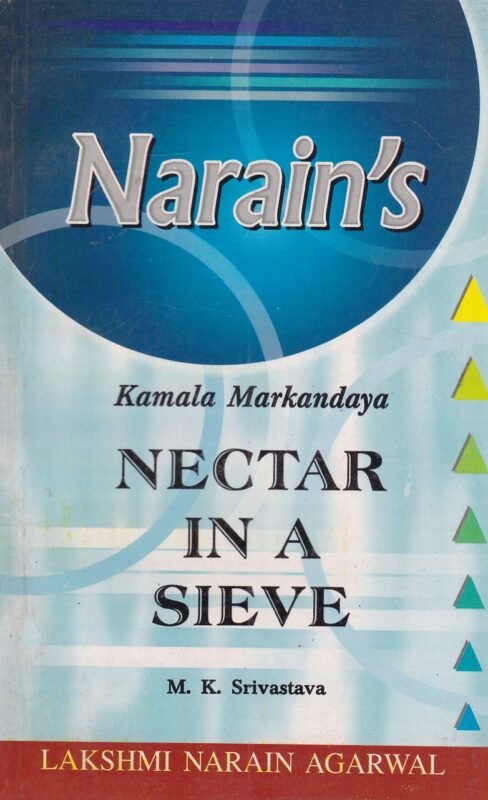 Narain's
Kamala Markandaya
NECTAR
IN A
SIEVE
M. K. Srivastava
LAKSHMI NARAIN AGARWAL